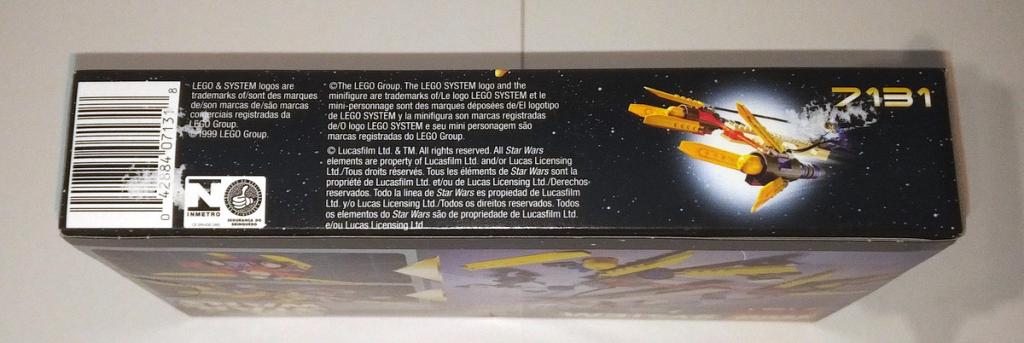 0 42884 07131 8
LEGO & SYSTEM logos are
trademarks of/sont des marques
de/son marcas de/são marcas
comerciais registradas da
LEGO Group.
©1999 LEGO Group.
N
INMETRO
SEGURANÇA DO
BRINQUEDO
©The LEGO Group. The LEGO SYSTEM logo and the
minifigure are trademarks of/Le logo LEGO SYSTEM et le
mini-personnage sont des marques déposées de/El logotipo
de LEGO SYSTEM y la minifigura son marcas registradas
de/O logo LEGO SYSTEM e seu mini personagem são
marcas registradas do LEGO Group.
© Lucasfilm Ltd. & TM. All rights reserved. All Star Wars
elements are property of Lucasfilm Ltd. and/or Lucas Licensing
Ltd./Tous droits réservés. Tous les éléments de Star Wars sont la
propriété de Lucasfilm Ltd. et/ou de Lucas Licensing Ltd./Derechos
reservados. Todo la linea de Star Wars es propiedad de Lucasfilm
Ltd. y/o Lucas Licensing Ltd./Todos os direitos reservados. Todos
os elementos do Star Wars são de propriedade de Lucasfilm Ltd.
e/ou Lucas Licensing Ltd.
7131